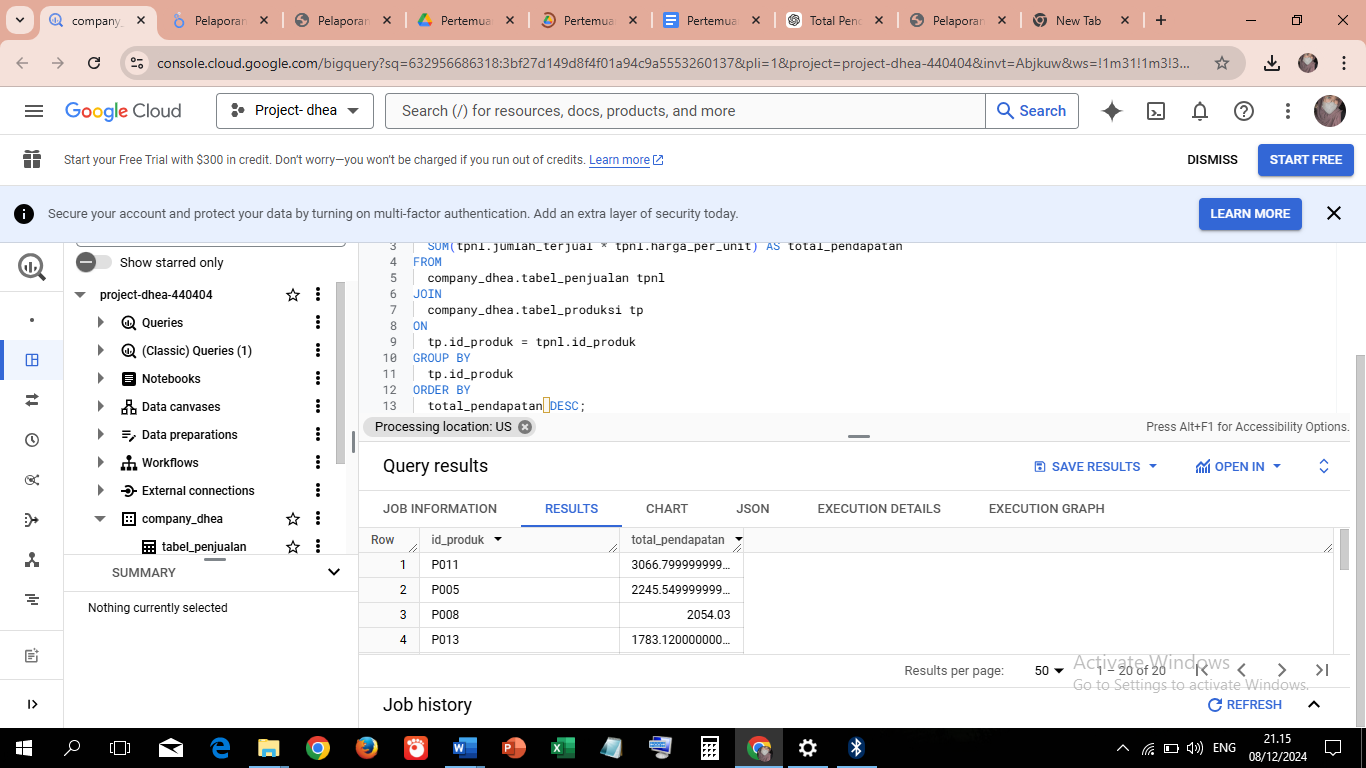 company_
Pelaporan
Pelaporan
Pertemua
Pertemua
Pertemua
Total Pen
Pelaporan
New Tab
console.cloud.google.com/bigquery?sq=632956686318:3bf27d149d8f4f01a94c9a5553260137&pli=1&project=project-dhea-440404&invt=Abjkuw&ws=!1m31!1m3!3...
Google Cloud
Project- dhea
Search (/) for resources, docs, products, and more
Search
Start your Free Trial with $300 in credit. Don't worry—you won't be charged if you run out of credits. Learn more
DISMISS
START FREE
Secure your account and protect your data by turning on multi-factor authentication. Add an extra layer of security today.
LEARN MORE
Show starred only
project-dhea-440404
Queries
(Classic) Queries (1)
Notebooks
Data canvases
Data preparations
Workflows
External connections
company_dhea
tabel_penjualan
SUMMARY
Nothing currently selected
3 SUM(tpnl.jumlah_terjual * tpnl.harga_per_unit) AS total_pendapatan
4 FROM
5 company_dhea.tabel_penjualan tpnl
6 JOIN
7 company_dhea.tabel_produksi tp
8 ON
9 tp.id_produk = tpnl.id_produk
10 GROUP BY
11 tp.id_produk
12 ORDER BY
13 total_pendapatan DESC;
Processing location: US
Press Alt+F1 for Accessibility Options.
Query results
SAVE RESULTS
OPEN IN
JOB INFORMATION
RESULTS
CHART
JSON
EXECUTION DETAILS
EXECUTION GRAPH
Row id_produk total_pendapatan
1 P011 3066.799999999...
2 P005 2245.549999999...
3 P008 2054.03
4 P013 1783.120000000...
Results per page: 50 1 – 20 of 20
Activate Windows
Go to Settings to activate Windows.
Job history
REFRESH
ENG
21.15
08/12/2024